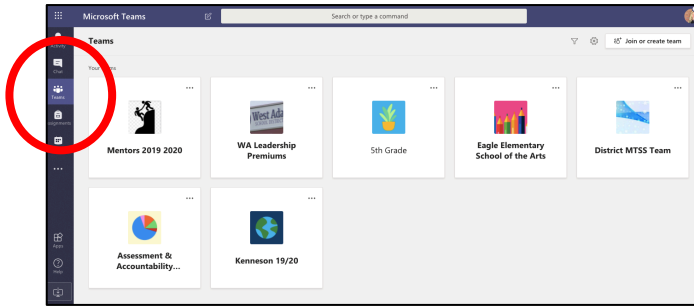 Microsoft Teams
Search or type a command
Activity
Teams
Join or create team
Chat
Your teams
Teams
Assignments
West Ada
Mentors 2019 2020
WA Leadership
Premiums
5th Grade
Eagle Elementary
School of the Arts
District MTSS Team
Assessment &
Accountability...
Kenneson 19/20
Apps
Help